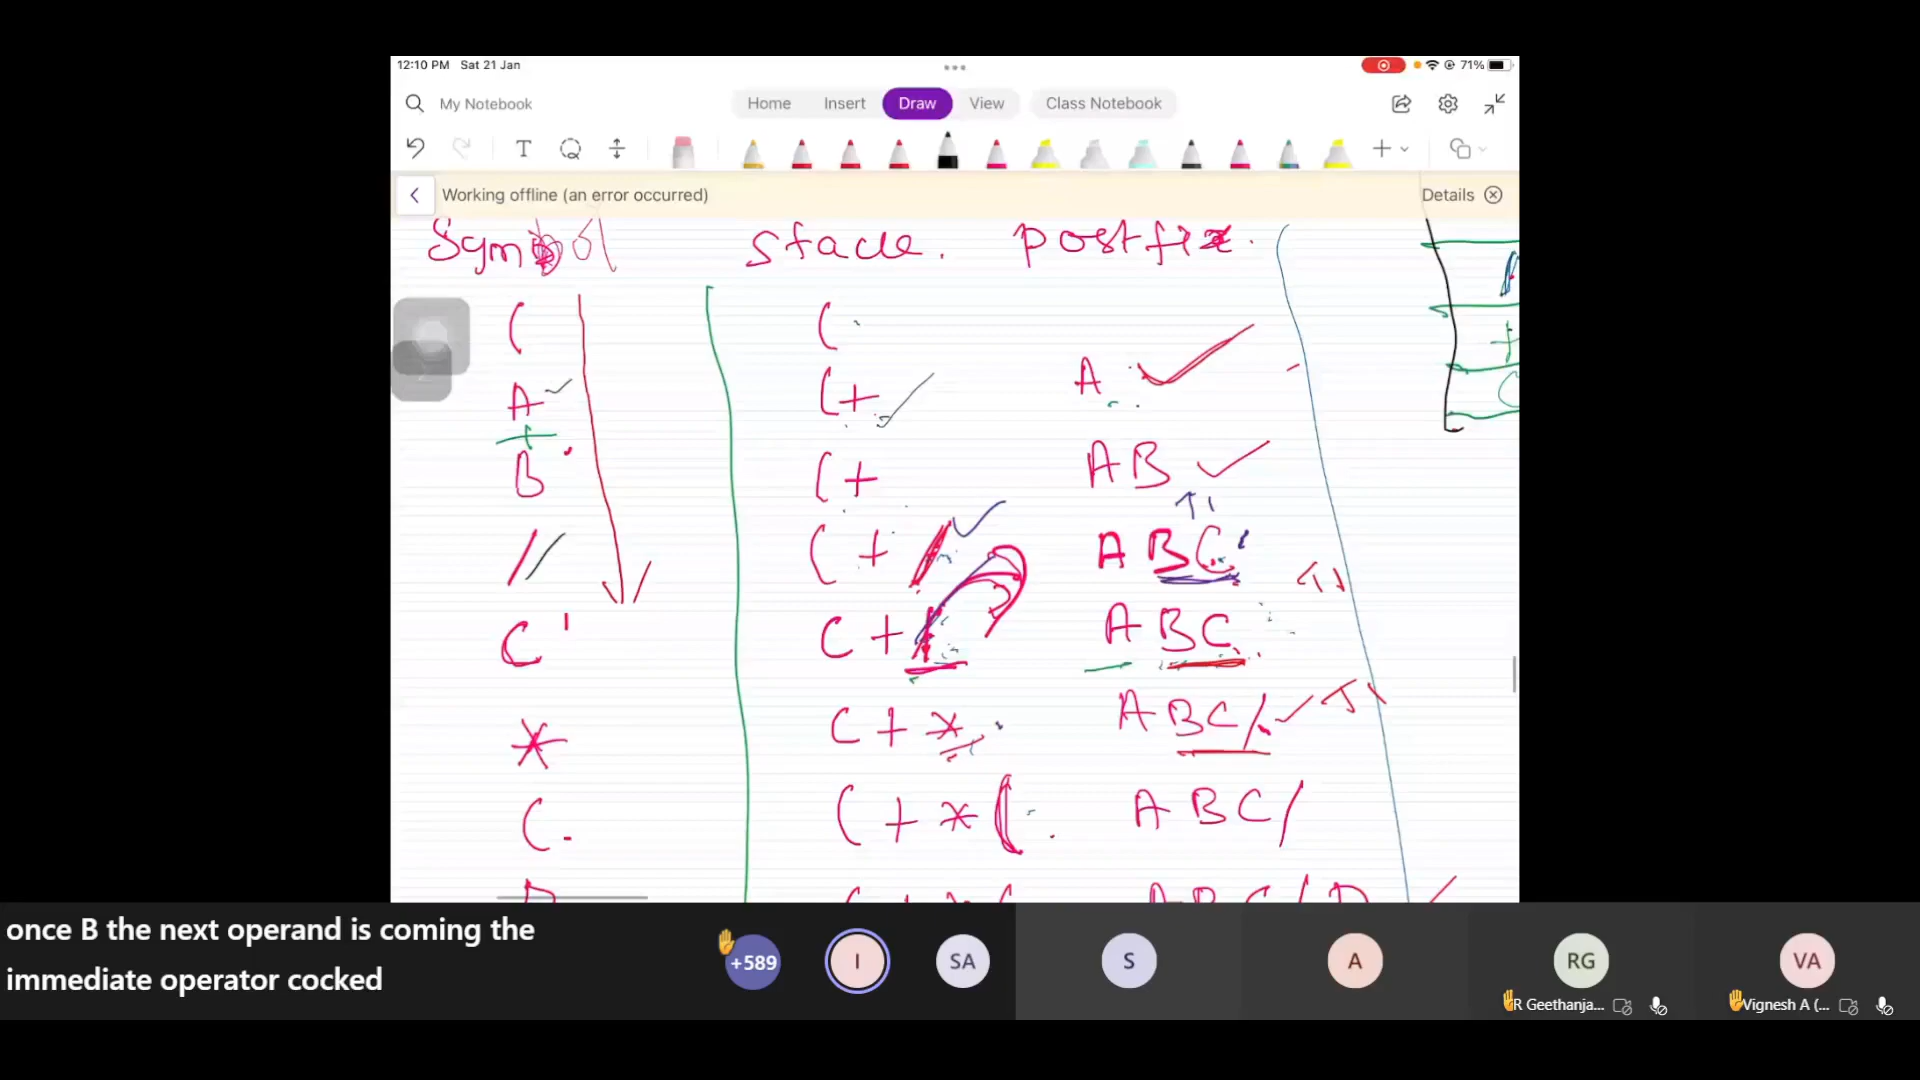 12:10 PM Sat 21 Jan 71%
My Notebook Home Insert Draw View Class Notebook
T
Working offline (an error occurred) Details
Symbol stack. postfix.
( (
A (+ A
+
B (+ AB
/ ( + / ABC
C ( + / ABC
* ( + * ABC/
( ( + * ( ABC/
D ( + * ( ABC/D
once B the next operand is coming the
immediate operator cocked
+589 I SA S A RG VA
R Geethanja... Vignesh A (...